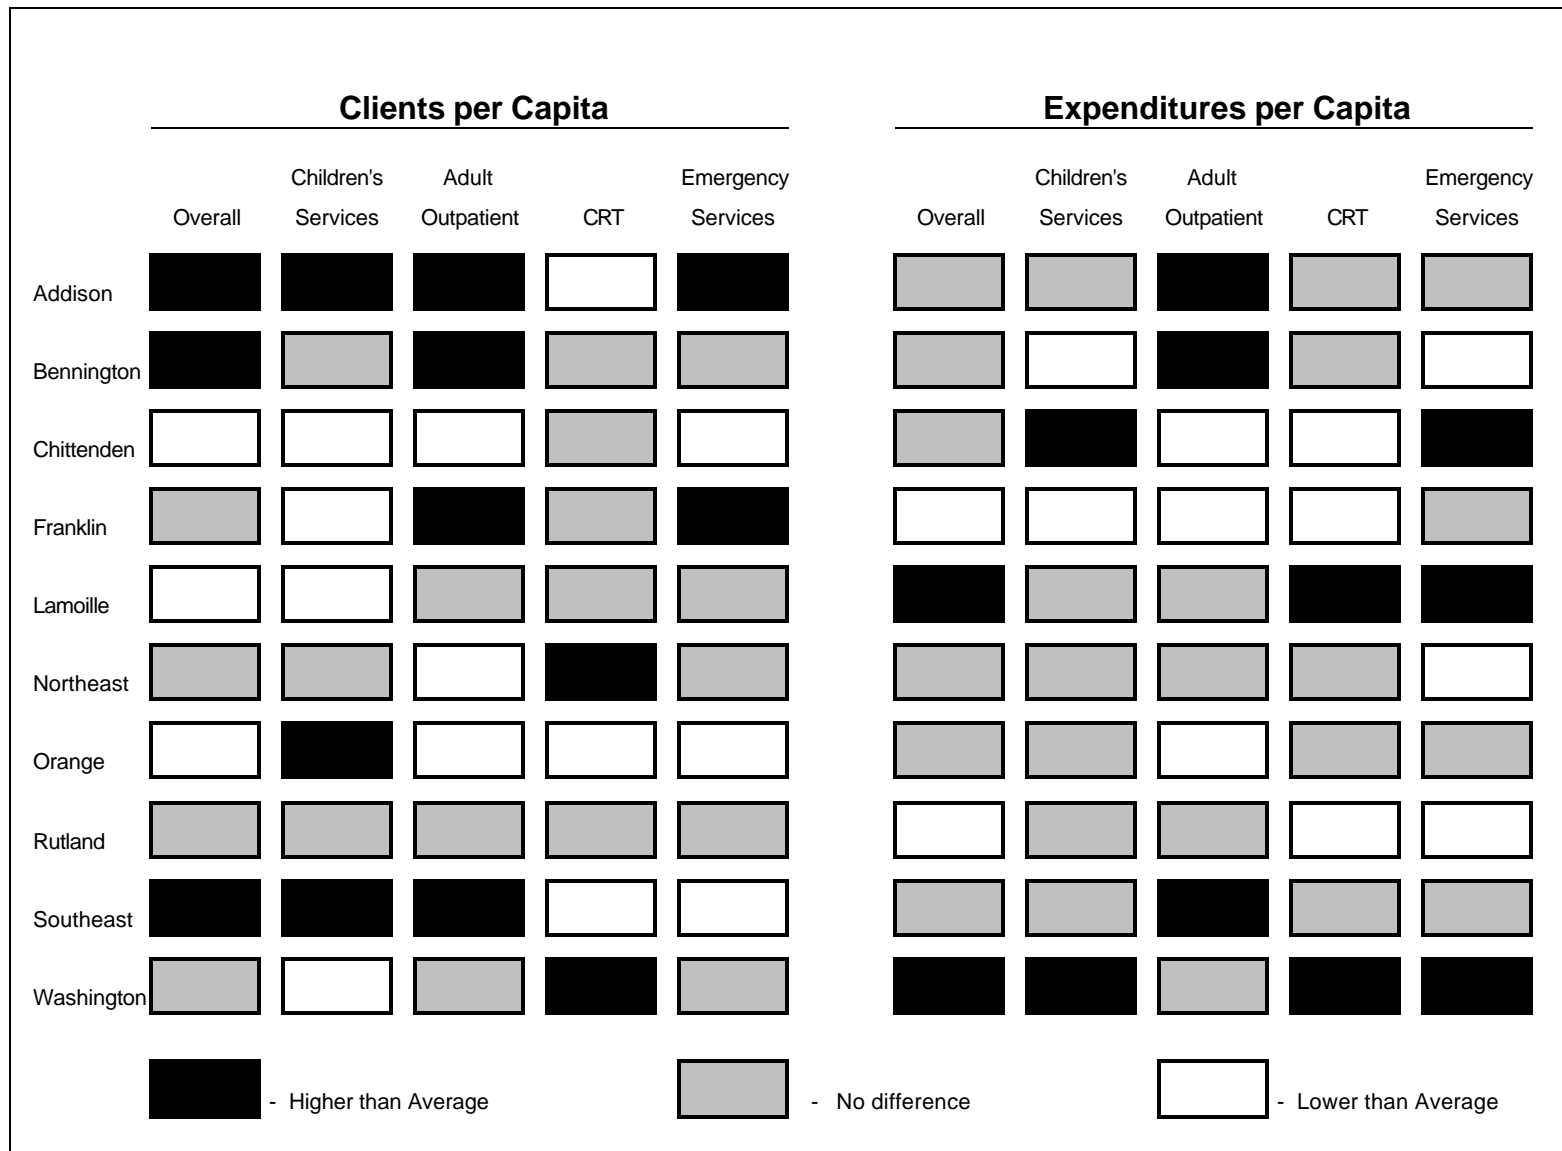 Clients per Capita Expenditures per Capita
Children's Adult Emergency Children's Adult Emergency
Overall Services Outpatient CRT Services Overall Services Outpatient CRT Services
Addison
Bennington
Chittenden
Franklin
Lamoille
Northeast
Orange
Rutland
Southeast
Washington
- Higher than Average - No difference - Lower than Average